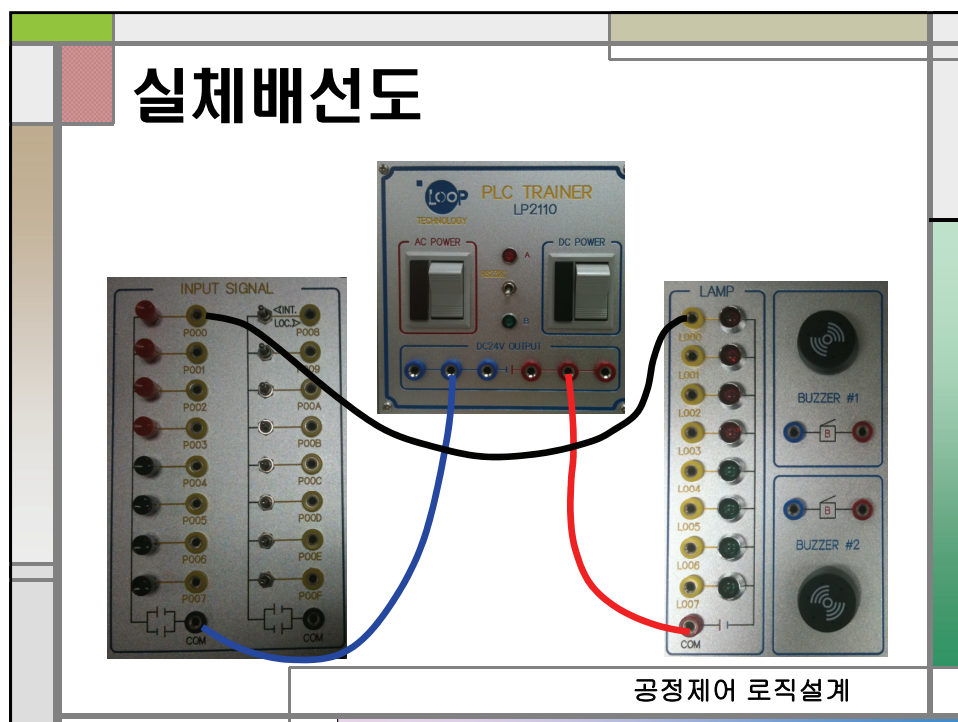 실체배선도
LOOP
TECHNOLOGY
PLC TRAINER
LP2110
AC POWER
DC POWER
A
B
DC24V OUTPUT
INPUT SIGNAL
INT.
LOC.
P000
P008
P001
P002
P00A
P003
P00B
P004
P00C
P005
P00D
P006
P00E
P007
P00F
COM
COM
LAMP
L000
L001
L002
L003
L004
L005
L006
L007
COM
BUZZER #1
B
B
BUZZER #2
공정제어 로직설계